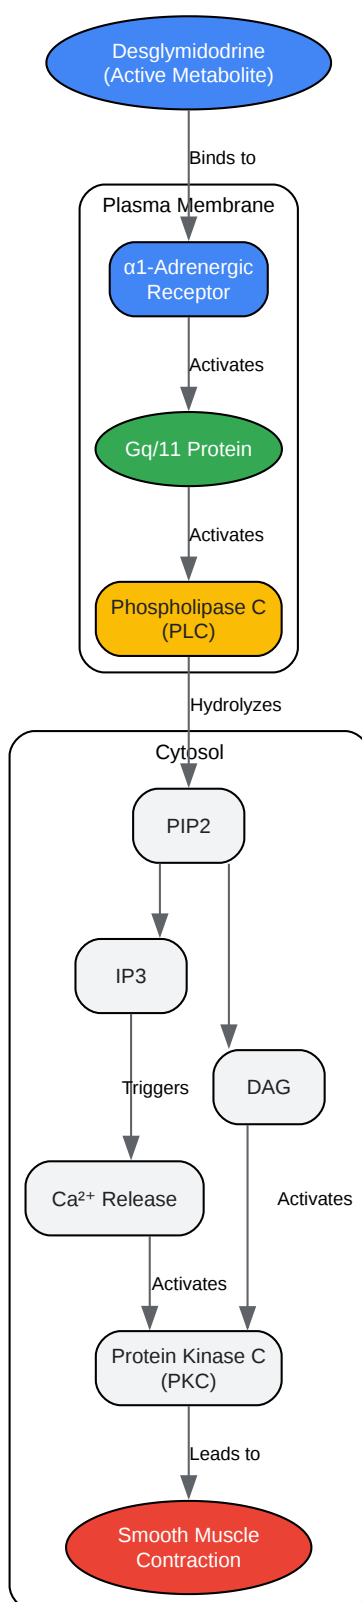 Desglymidodrine
(Active Metabolite)
Binds to
Plasma Membrane
α1-Adrenergic
Receptor
Activates
Gq/11 Protein
Activates
Phospholipase C
(PLC)
Hydrolyzes
Cytosol
PIP2
IP3
Triggers
DAG
Ca²⁺ Release
Activates
Activates
Protein Kinase C
(PKC)
Leads to
Smooth Muscle
Contraction